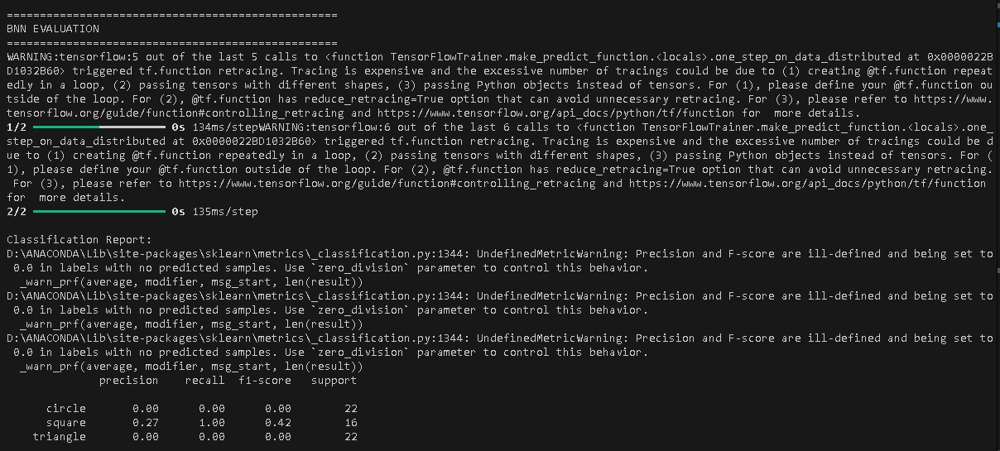 ==================================================
BNN EVALUATION
==================================================
WARNING:tensorflow:5 out of the last 5 calls to <function TensorFlowTrainer.make_predict_function.<locals>.one_step_on_data_distributed at 0x0000022B
D1032B60> triggered tf.function retracing. Tracing is expensive and the excessive number of tracings could be due to (1) creating @tf.function repeat
edly in a loop, (2) passing tensors with different shapes, (3) passing Python objects instead of tensors. For (1), please define your @tf.function ou
tside of the loop. For (2), @tf.function has reduce_retracing=True option that can avoid unnecessary retracing. For (3), please refer to https://www.
tensorflow.org/guide/function#controlling_retracing and https://www.tensorflow.org/api_docs/python/tf/function for  more details.
1/2 0s 134ms/stepWARNING:tensorflow:6 out of the last 6 calls to <function TensorFlowTrainer.make_predict_function.<locals>.one_
step_on_data_distributed at 0x0000022BD1032B60> triggered tf.function retracing. Tracing is expensive and the excessive number of tracings could be d
ue to (1) creating @tf.function repeatedly in a loop, (2) passing tensors with different shapes, (3) passing Python objects instead of tensors. For (
1), please define your @tf.function outside of the loop. For (2), @tf.function has reduce_retracing=True option that can avoid unnecessary retracing.
 For (3), please refer to https://www.tensorflow.org/guide/function#controlling_retracing and https://www.tensorflow.org/api_docs/python/tf/function
for  more details.
2/2 0s 135ms/step
Classification Report:
D:\ANACONDA\Lib\site-packages\sklearn\metrics\_classification.py:1344: UndefinedMetricWarning: Precision and F-score are ill-defined and being set to
 0.0 in labels with no predicted samples. Use `zero_division` parameter to control this behavior.
  _warn_prf(average, modifier, msg_start, len(result))
D:\ANACONDA\Lib\site-packages\sklearn\metrics\_classification.py:1344: UndefinedMetricWarning: Precision and F-score are ill-defined and being set to
 0.0 in labels with no predicted samples. Use `zero_division` parameter to control this behavior.
  _warn_prf(average, modifier, msg_start, len(result))
D:\ANACONDA\Lib\site-packages\sklearn\metrics\_classification.py:1344: UndefinedMetricWarning: Precision and F-score are ill-defined and being set to
 0.0 in labels with no predicted samples. Use `zero_division` parameter to control this behavior.
  _warn_prf(average, modifier, msg_start, len(result))
              precision    recall  f1-score   support
      circle       0.00      0.00      0.00        22
      square       0.27      1.00      0.42        16
    triangle       0.00      0.00      0.00        22